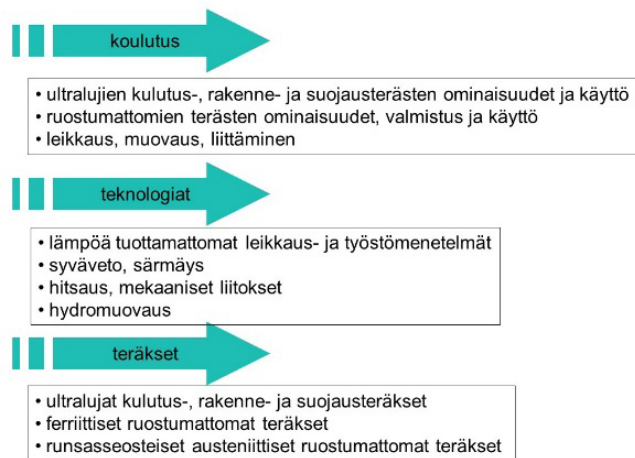 koulutus
• ultralujien kulutus-, rakenne- ja suojausterästen ominaisuudet ja käyttö
• ruostumattomien terästen ominaisuudet, valmistus ja käyttö
• leikkaus, muovaus, liittäminen
teknologiat
• lämpöä tuottamattomat leikkaus- ja työstömenetelmät
• syväveto, särmäys
• hitsaus, mekaaniset liitokset
• hydromuovaus
teräkset
• ultralujat kulutus-, rakenne- ja suojausteräkset
• ferriittiset ruostumattomat teräkset
• runsasseosteiset austeniittiset ruostumattomat teräkset